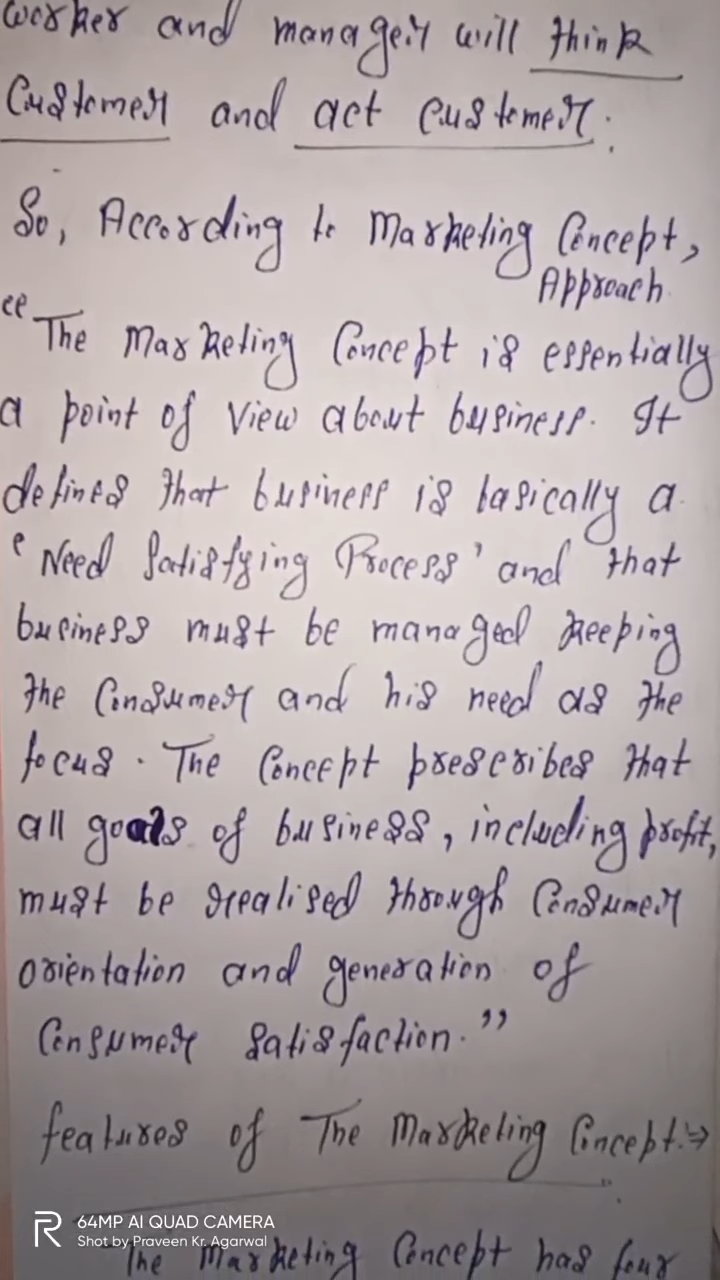 worker and manager will think
Customer and act customer.
So, According to Marketing Concept,
Approach.
"The Marketing Concept is essentially
a point of view about business. It
defines that business is basically a
'Need Satisfying Process' and that
business must be managed keeping
the Consumer and his need as the
focus. The Concept prescribes that
all goals of business, including profit,
must be realised through Consumer
orientation and generation of
Consumer Satisfaction."
features of The Marketing Concept:⇒
The Marketing Concept has four
64MP AI QUAD CAMERA
Shot by Praveen Kr. Agarwal